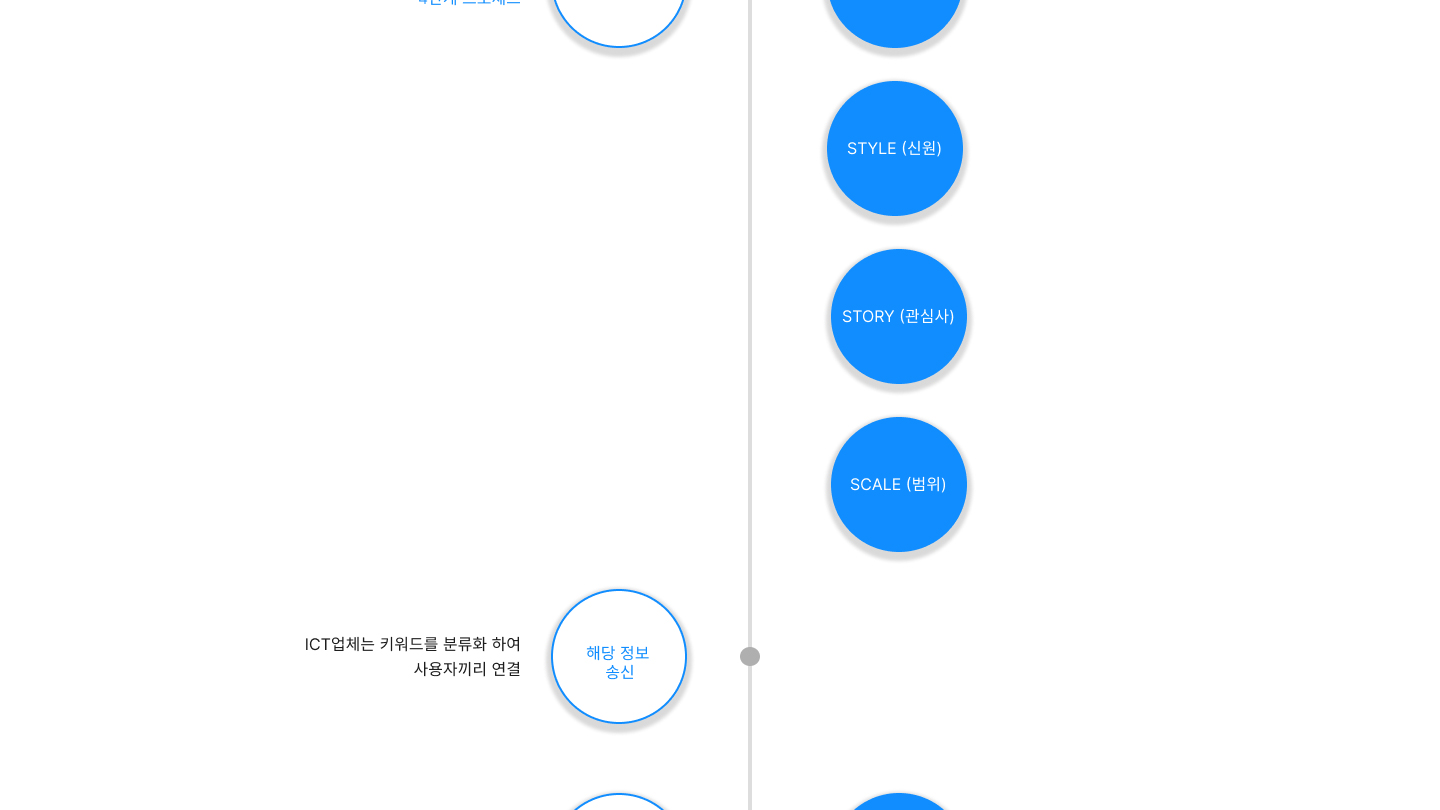 STYLE (신원)
STORY (관심사)
SCALE (범위)
ICT업체는 키워드를 분류화 하여
사용자끼리 연결
해당 정보
송신